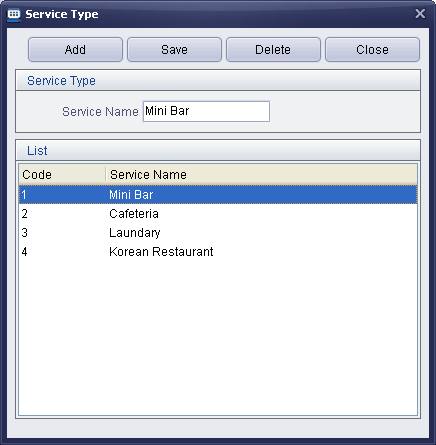 Service Type
Add Save Delete Close
Service Type
Service Name Mini Bar
List
Code Service Name
1 Mini Bar
2 Cafeteria
3 Laundary
4 Korean Restaurant